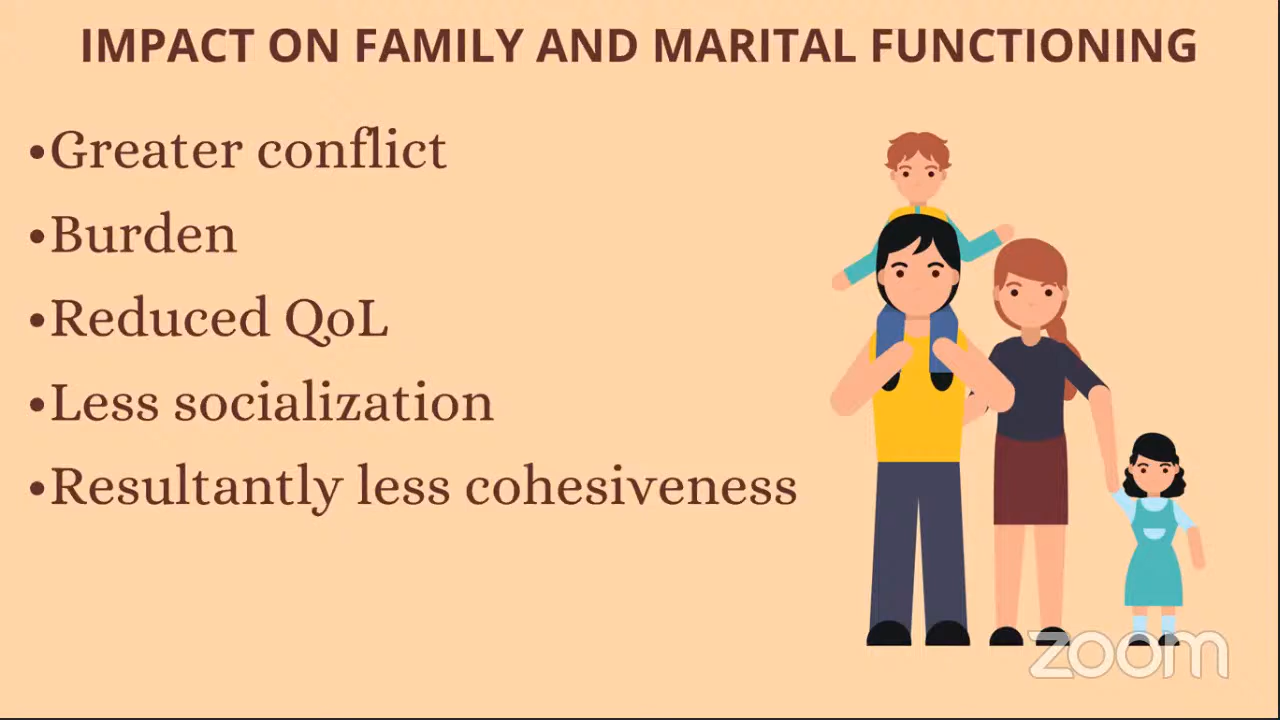 IMPACT ON FAMILY AND MARITAL FUNCTIONING
•Greater conflict
•Burden
•Reduced QoL
•Less socialization
•Resultantly less cohesiveness
zoom